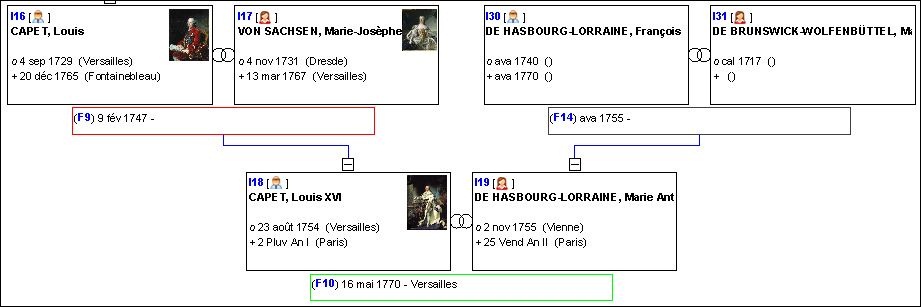 I16 [ ]
CAPET, Louis
o 4 sep 1729 (Versailles)
+ 20 déc 1765 (Fontainebleau)
I17 [ ]
VON SACHSEN, Marie-Josèphe
o 4 nov 1731 (Dresde)
+ 13 mar 1767 (Versailles)
(F9) 9 fév 1747 -
I30 [ ]
DE HASBOURG-LORRAINE, François
o ava 1740 ()
+ ava 1770 ()
I31 [ ]
DE BRUNSWICK-WOLFENBÜTTEL, Ma
o cal 1717 ()
+ ()
(F14) ava 1755 -
I18 [ ]
CAPET, Louis XVI
o 23 août 1754 (Versailles)
+ 2 Pluv An I (Paris)
I19 [ ]
DE HASBOURG-LORRAINE, Marie Ant
o 2 nov 1755 (Vienne)
+ 25 Vend An II (Paris)
(F10) 16 mai 1770 - Versailles